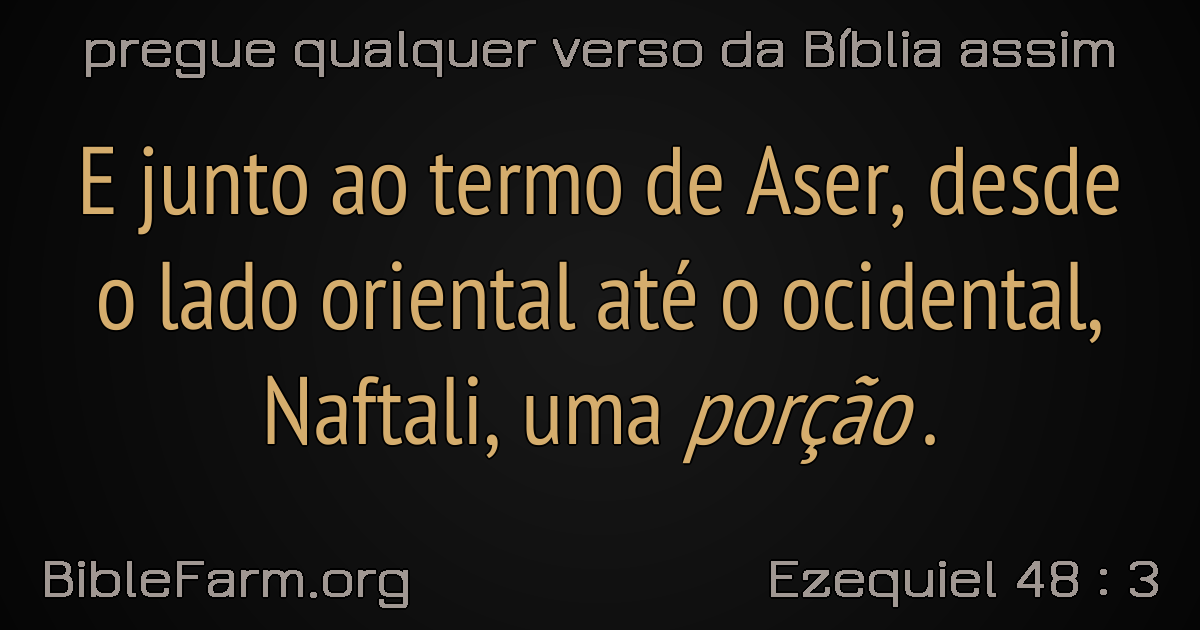 pregue qualquer verso da Bíblia assim
E junto ao termo de Aser, desde
o lado oriental até o ocidental,
Naftali, uma porção .
BibleFarm.org
Ezequiel 48 : 3